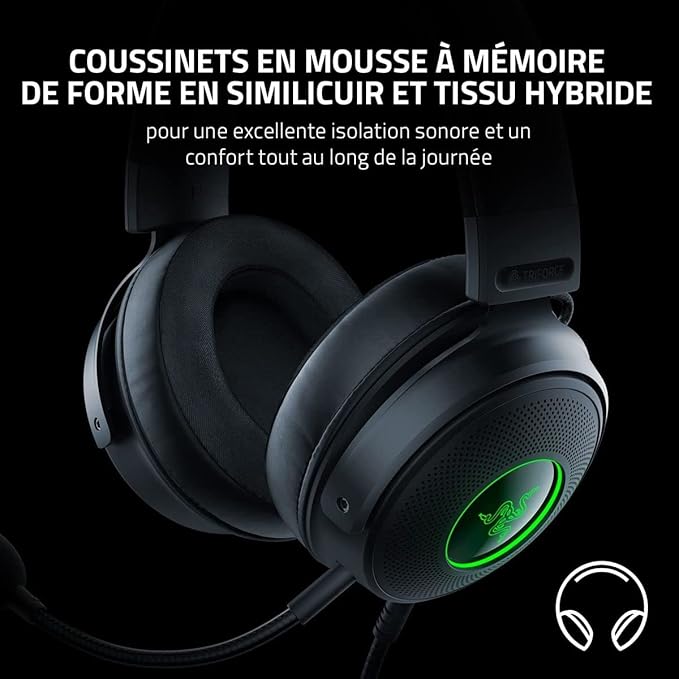 COUSSINETS EN MOUSSE À MÉMOIRE
DE FORME EN SIMILICUIR ET TISSU HYBRIDE
pour une excellente isolation sonore et un
confort tout au long de la journée
TRIFORCE